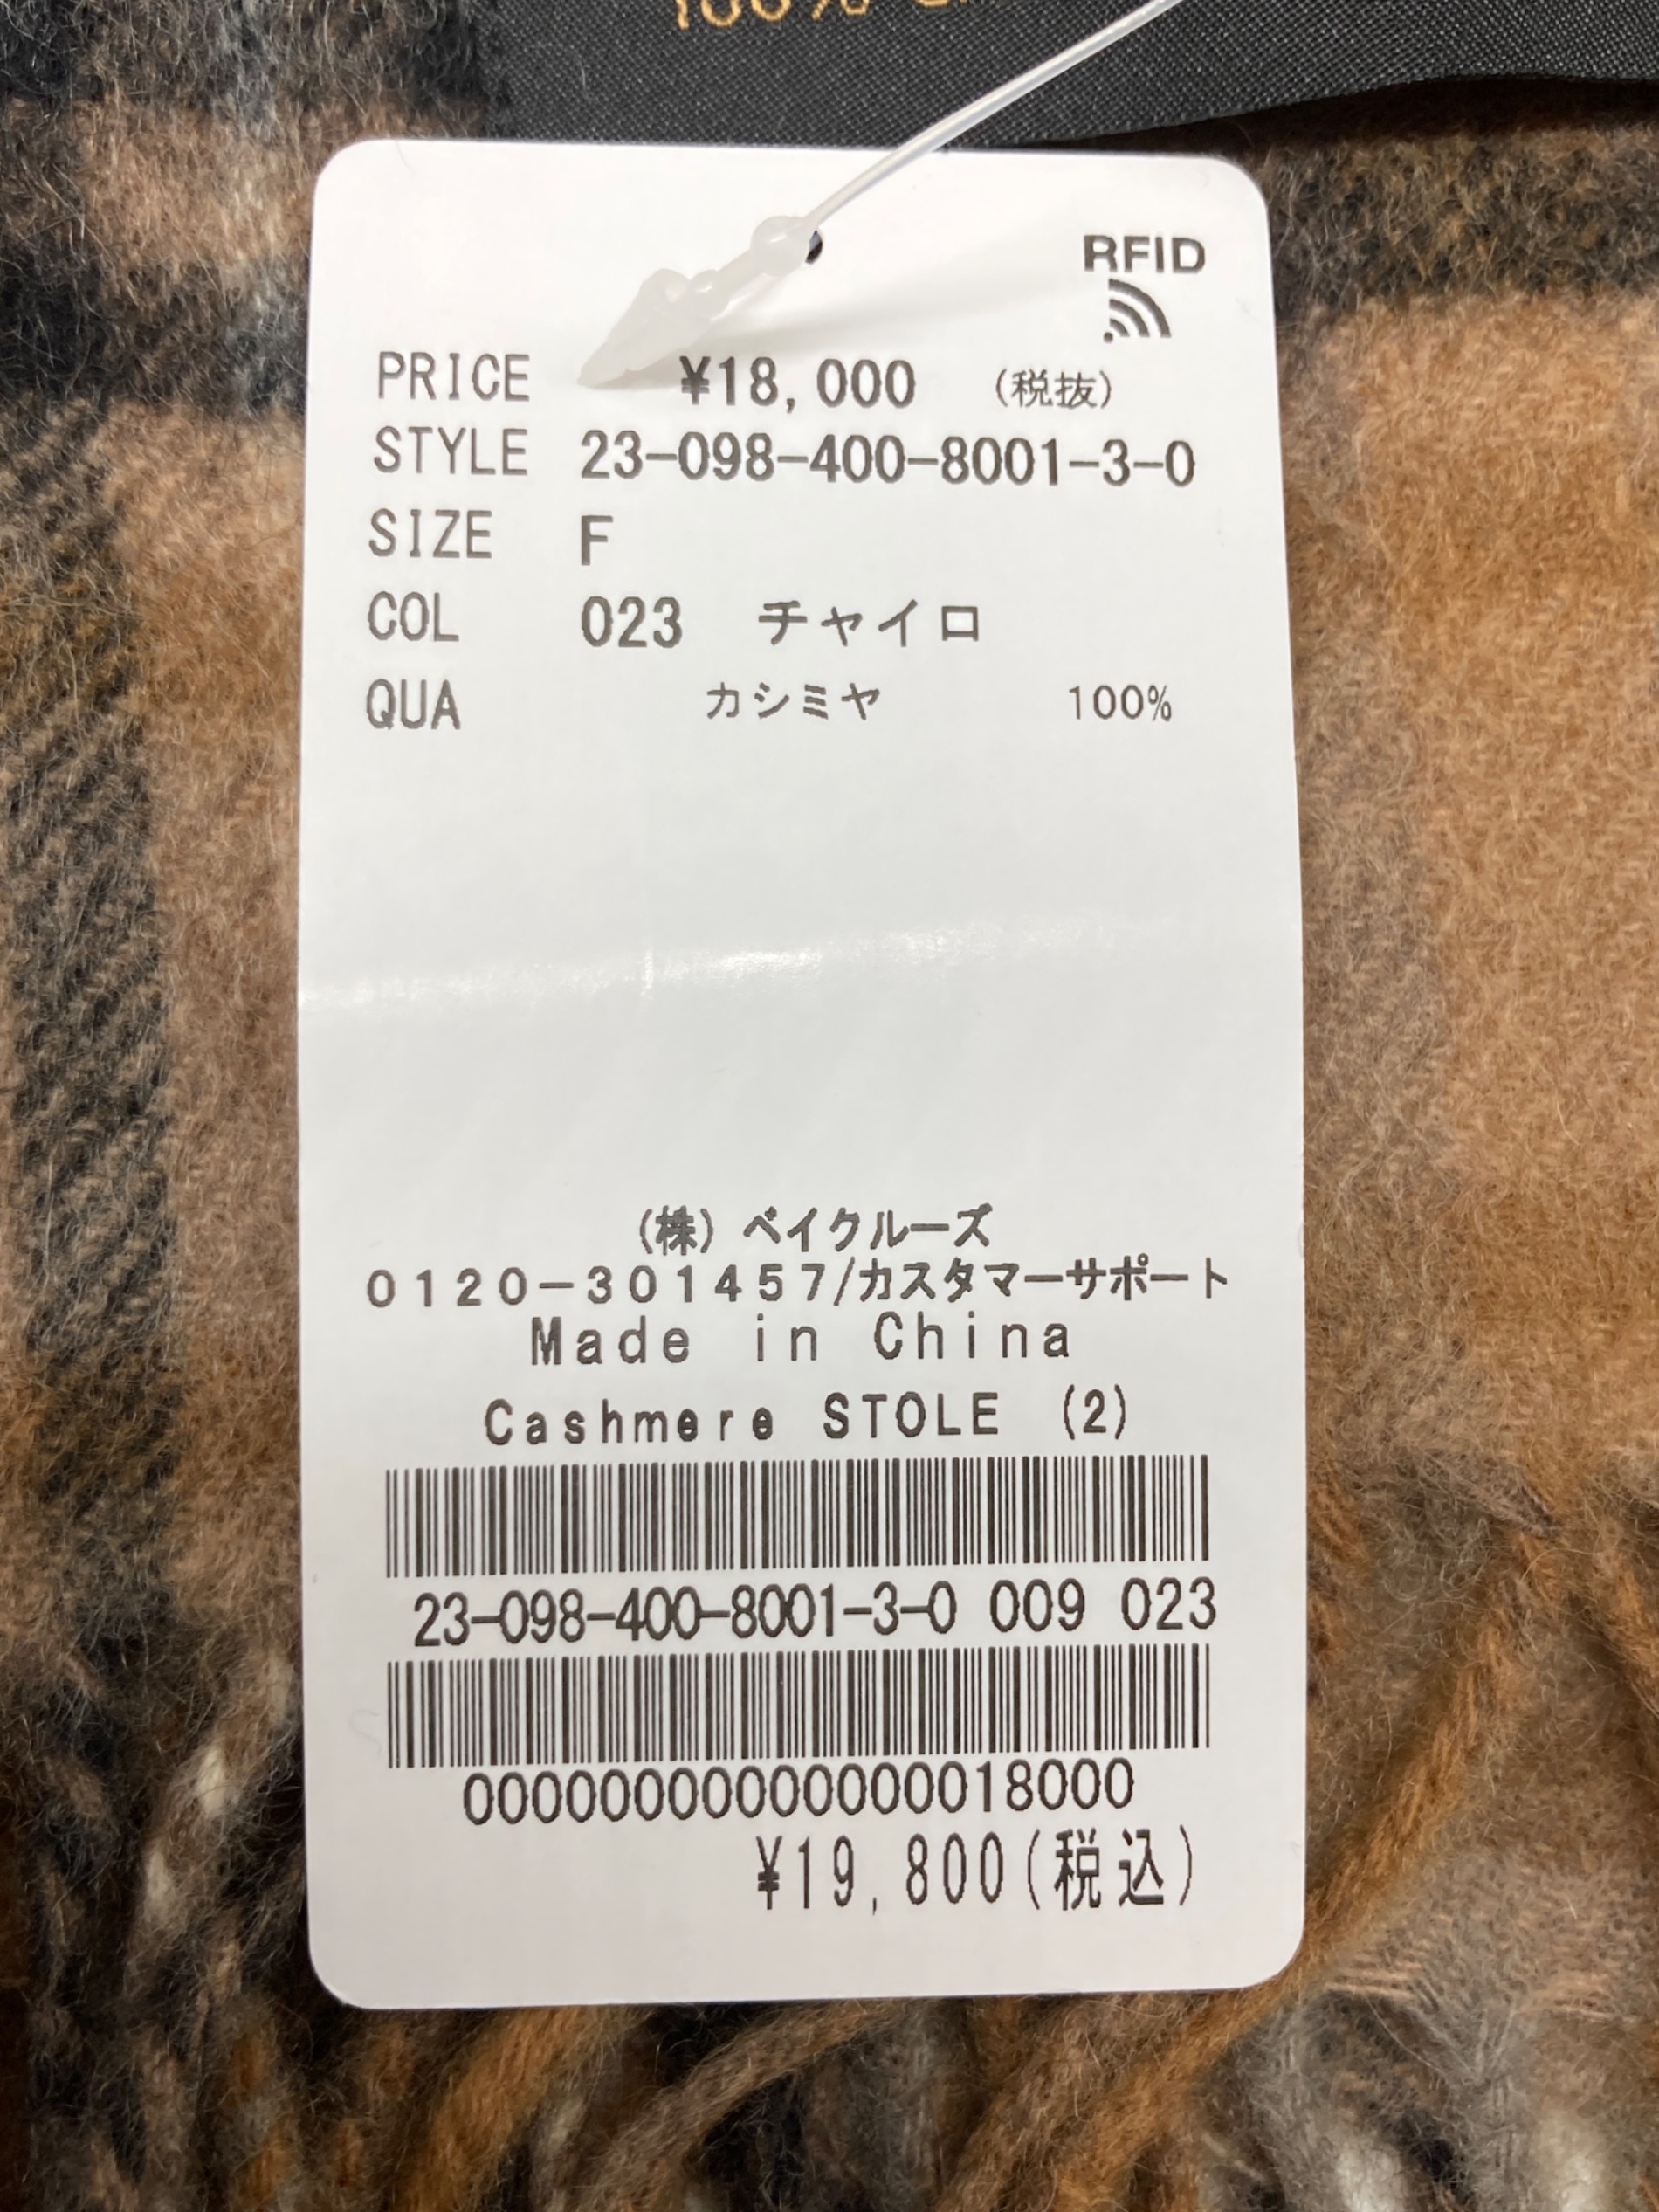 100%
RFID
PRICE ¥18,000 (税抜)
STYLE 23-098-400-8001-3-0
SIZE F
COL 023 チャイロ
QUA カシミヤ 100%
(株)ベイクルーズ
0120-301457/カスタマーサポート
Made in China
Cashmere STOLE (2)
23-098-400-8001-3-0 009 023
000000000000000018000
¥19,800(税込)